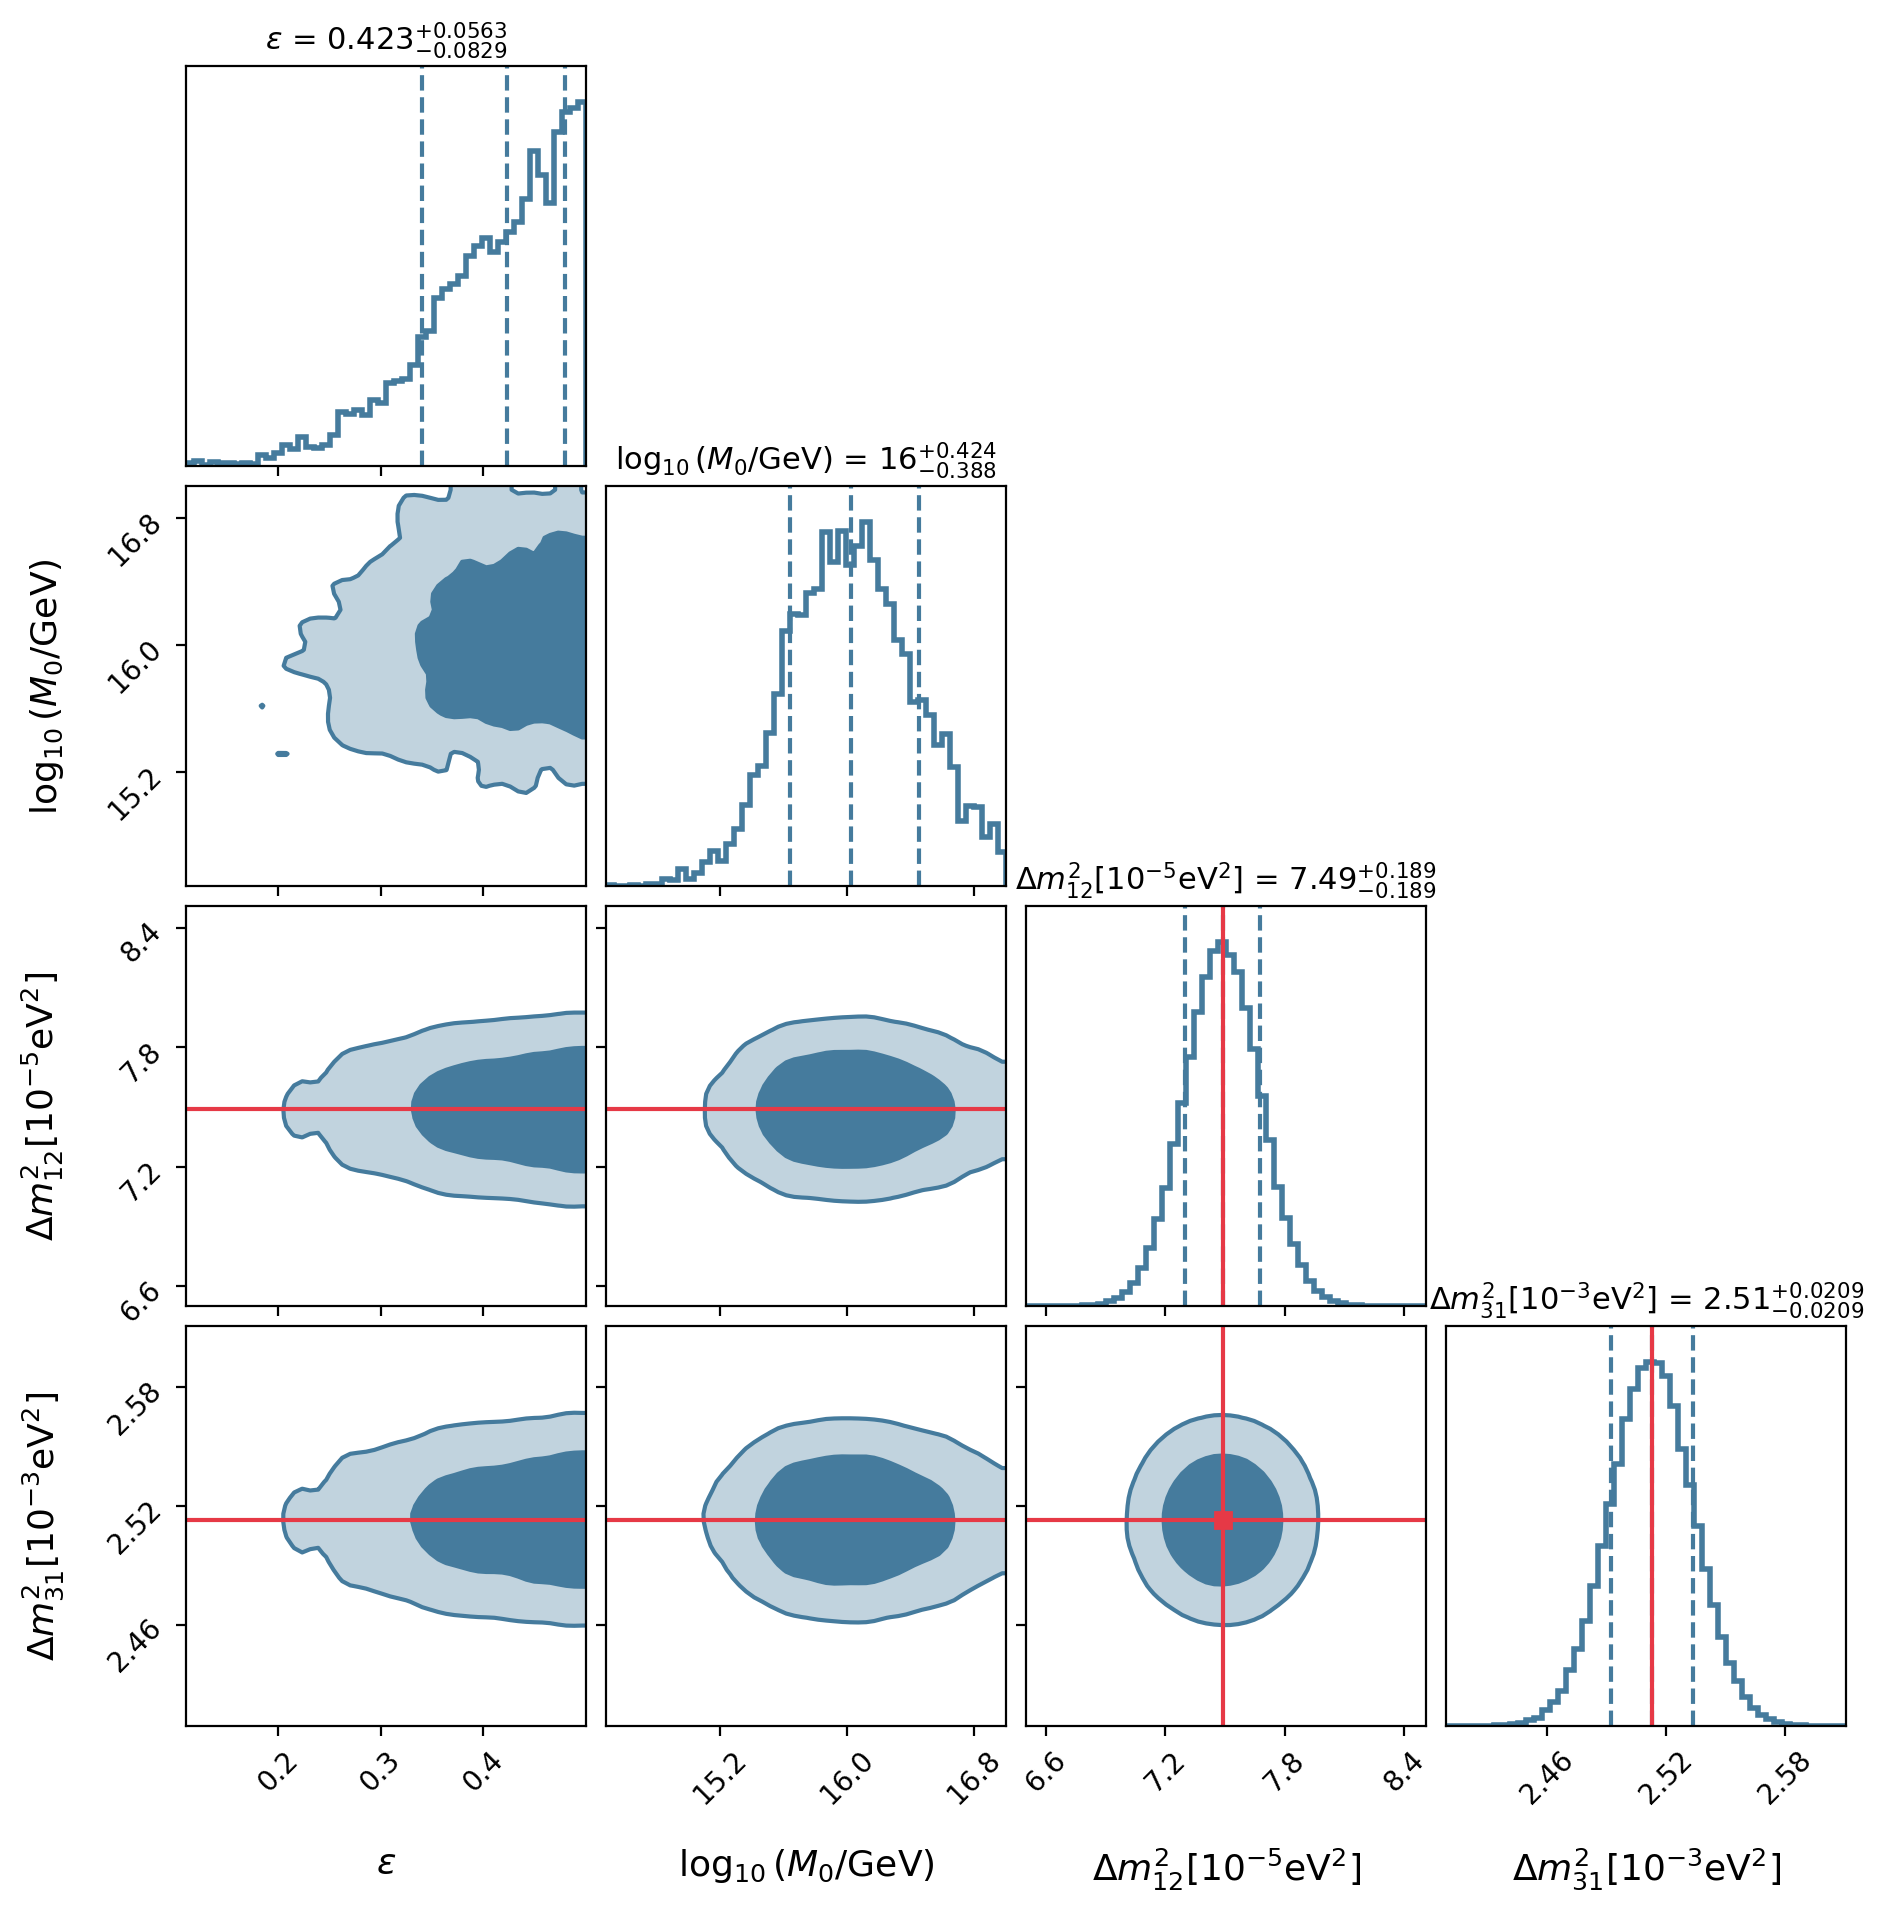 ε = 0.423+0.0563−0.0829
log10 (M0/GeV) = 16+0.424−0.388
16.8
16.0
15.2
log10 (M0/GeV)
Δm²12[10⁻⁵eV²] = 7.49+0.189−0.189
8.4
7.8
7.2
6.6
Δm²12[10⁻⁵eV²]
Δm²31[10⁻³eV²] = 2.51+0.0209−0.0209
2.58
2.52
2.46
Δm²31[10⁻³eV²]
0.2 0.3 0.4 15.2 16.0 16.8 6.6 7.2 7.8 8.4 2.46 2.52 2.58
ε log10 (M0/GeV) Δm²12[10⁻⁵eV²] Δm²31[10⁻³eV²]